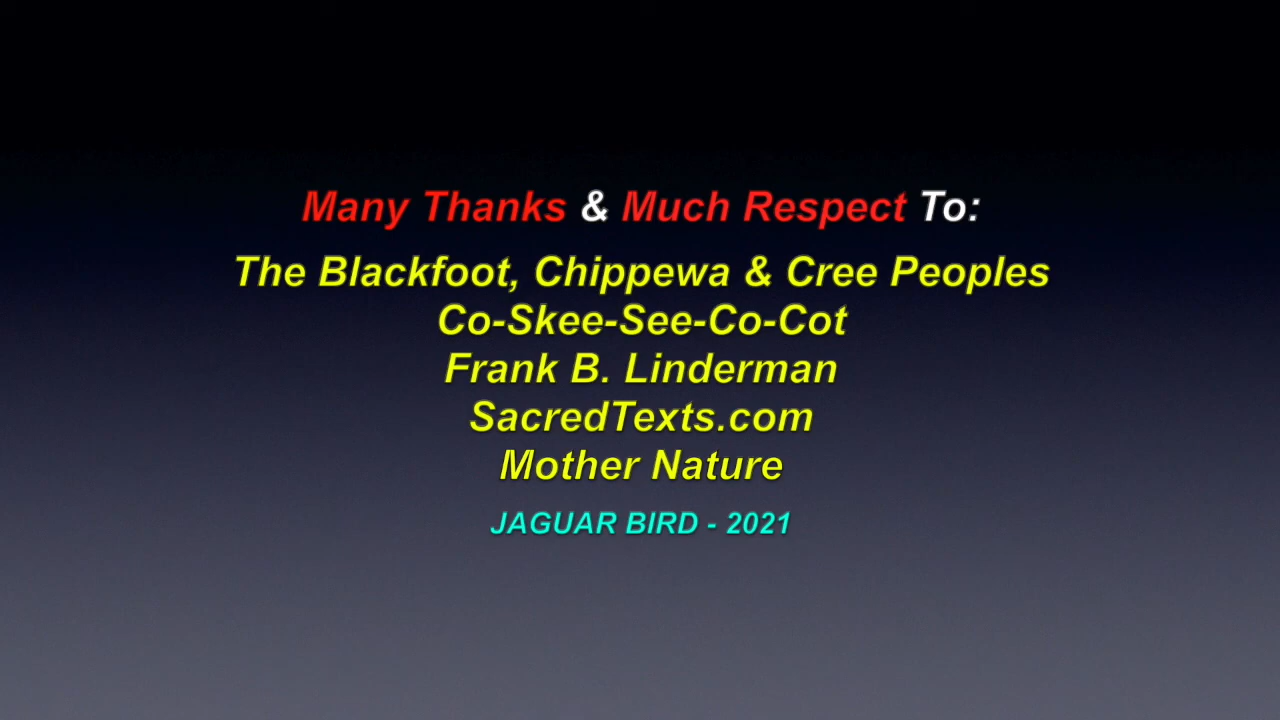 Many Thanks & Much Respect To:
The Blackfoot, Chippewa & Cree Peoples
Co-Skee-See-Co-Cot
Frank B. Linderman
SacredTexts.com
Mother Nature
JAGUAR BIRD - 2021